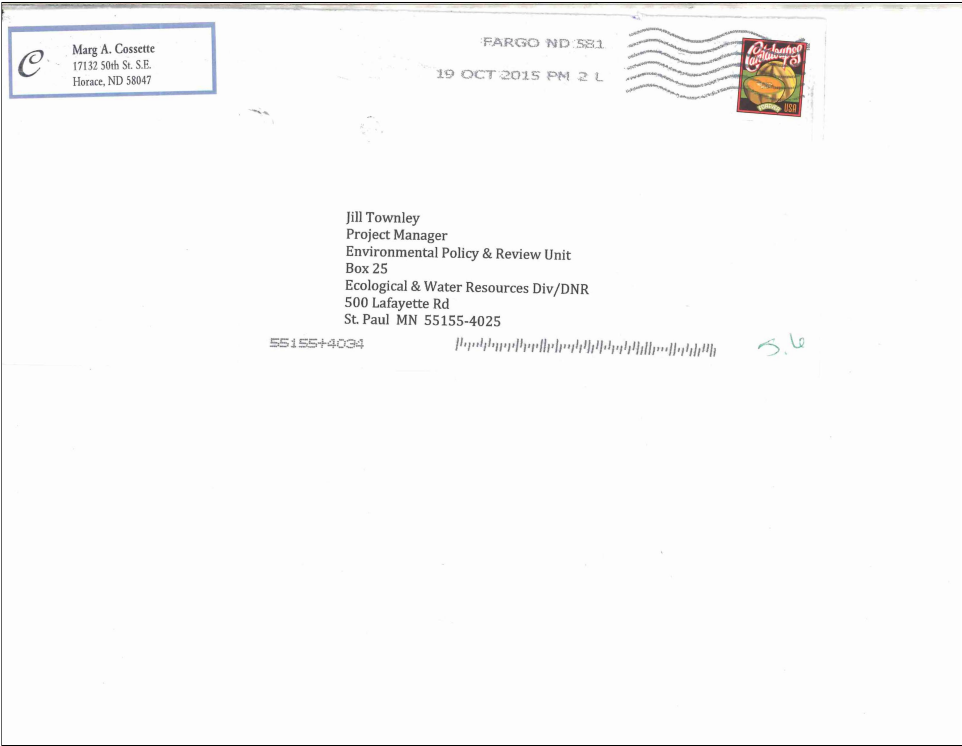 C
Marg A. Cossette
17132 50th St. S.E.
Horace, ND 58047
FARGO ND 581
19 OCT 2015 PM 2 L
USA
Jill Townley
Project Manager
Environmental Policy & Review Unit
Box 25
Ecological & Water Resources Div/DNR
500 Lafayette Rd
St. Paul MN 55155-4025
55155+4034